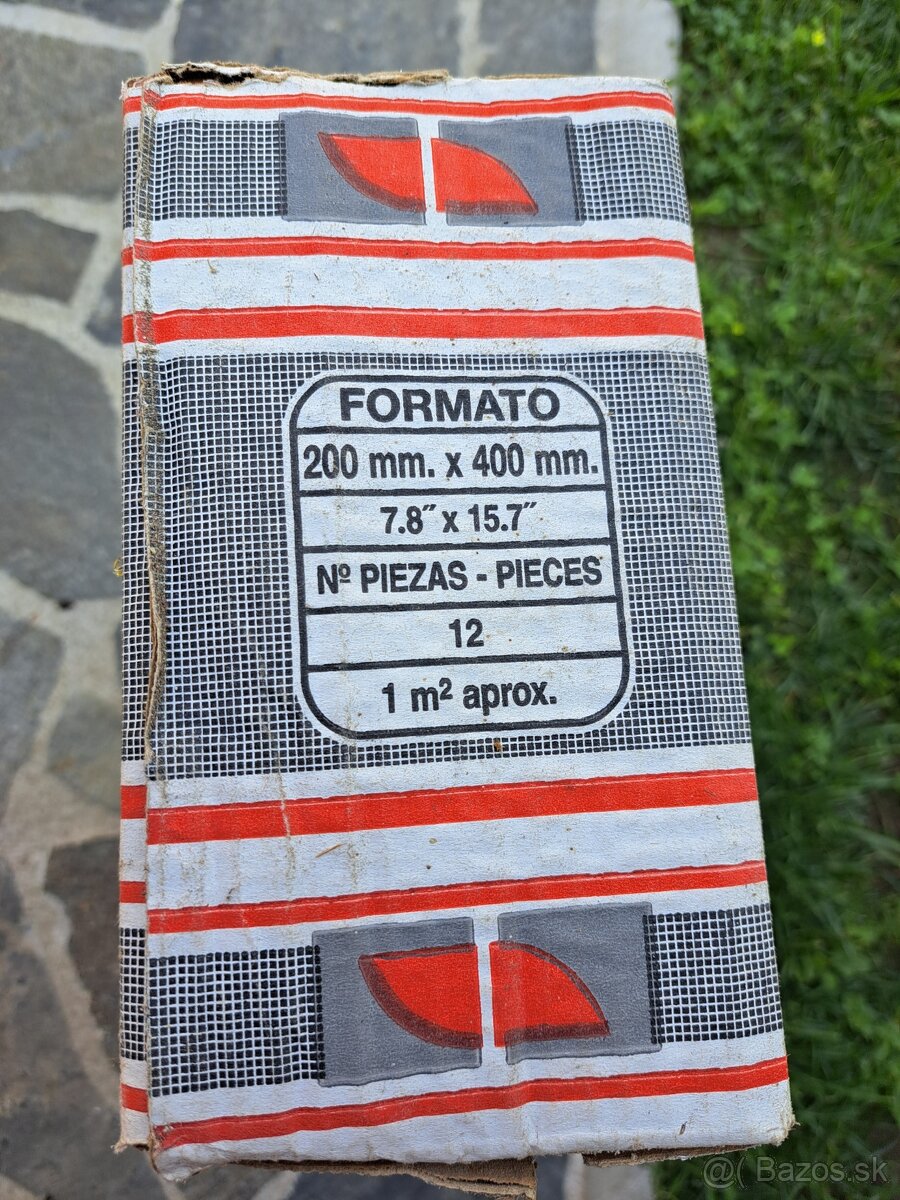 FORMATO
200 mm. x 400 mm.
7.8" x 15.7"
Nº PIEZAS - PIECES
12
1 m² aprox.
@( Bazos.sk